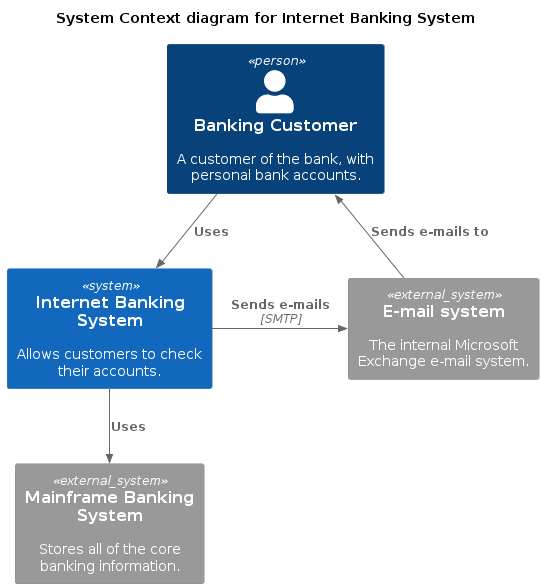 System Context diagram for Internet Banking System
«person»
Banking Customer
A customer of the bank, with
personal bank accounts.
Uses
Sends e-mails to
«system»
Internet Banking
System
Allows customers to check
their accounts.
Sends e-mails
[SMTP]
«external_system»
E-mail system
The internal Microsoft
Exchange e-mail system.
Uses
«external_system»
Mainframe Banking
System
Stores all of the core
banking information.